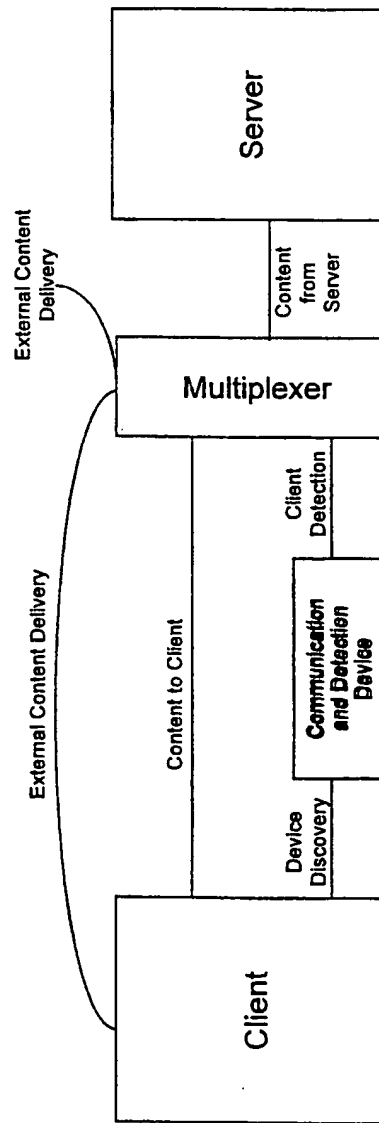 External Content Delivery
External Content
Delivery
Client
Content to Client
Device
Discovery
Communication
and Detection
Device
Client
Detection
Multiplexer
Content
from
Server
Server